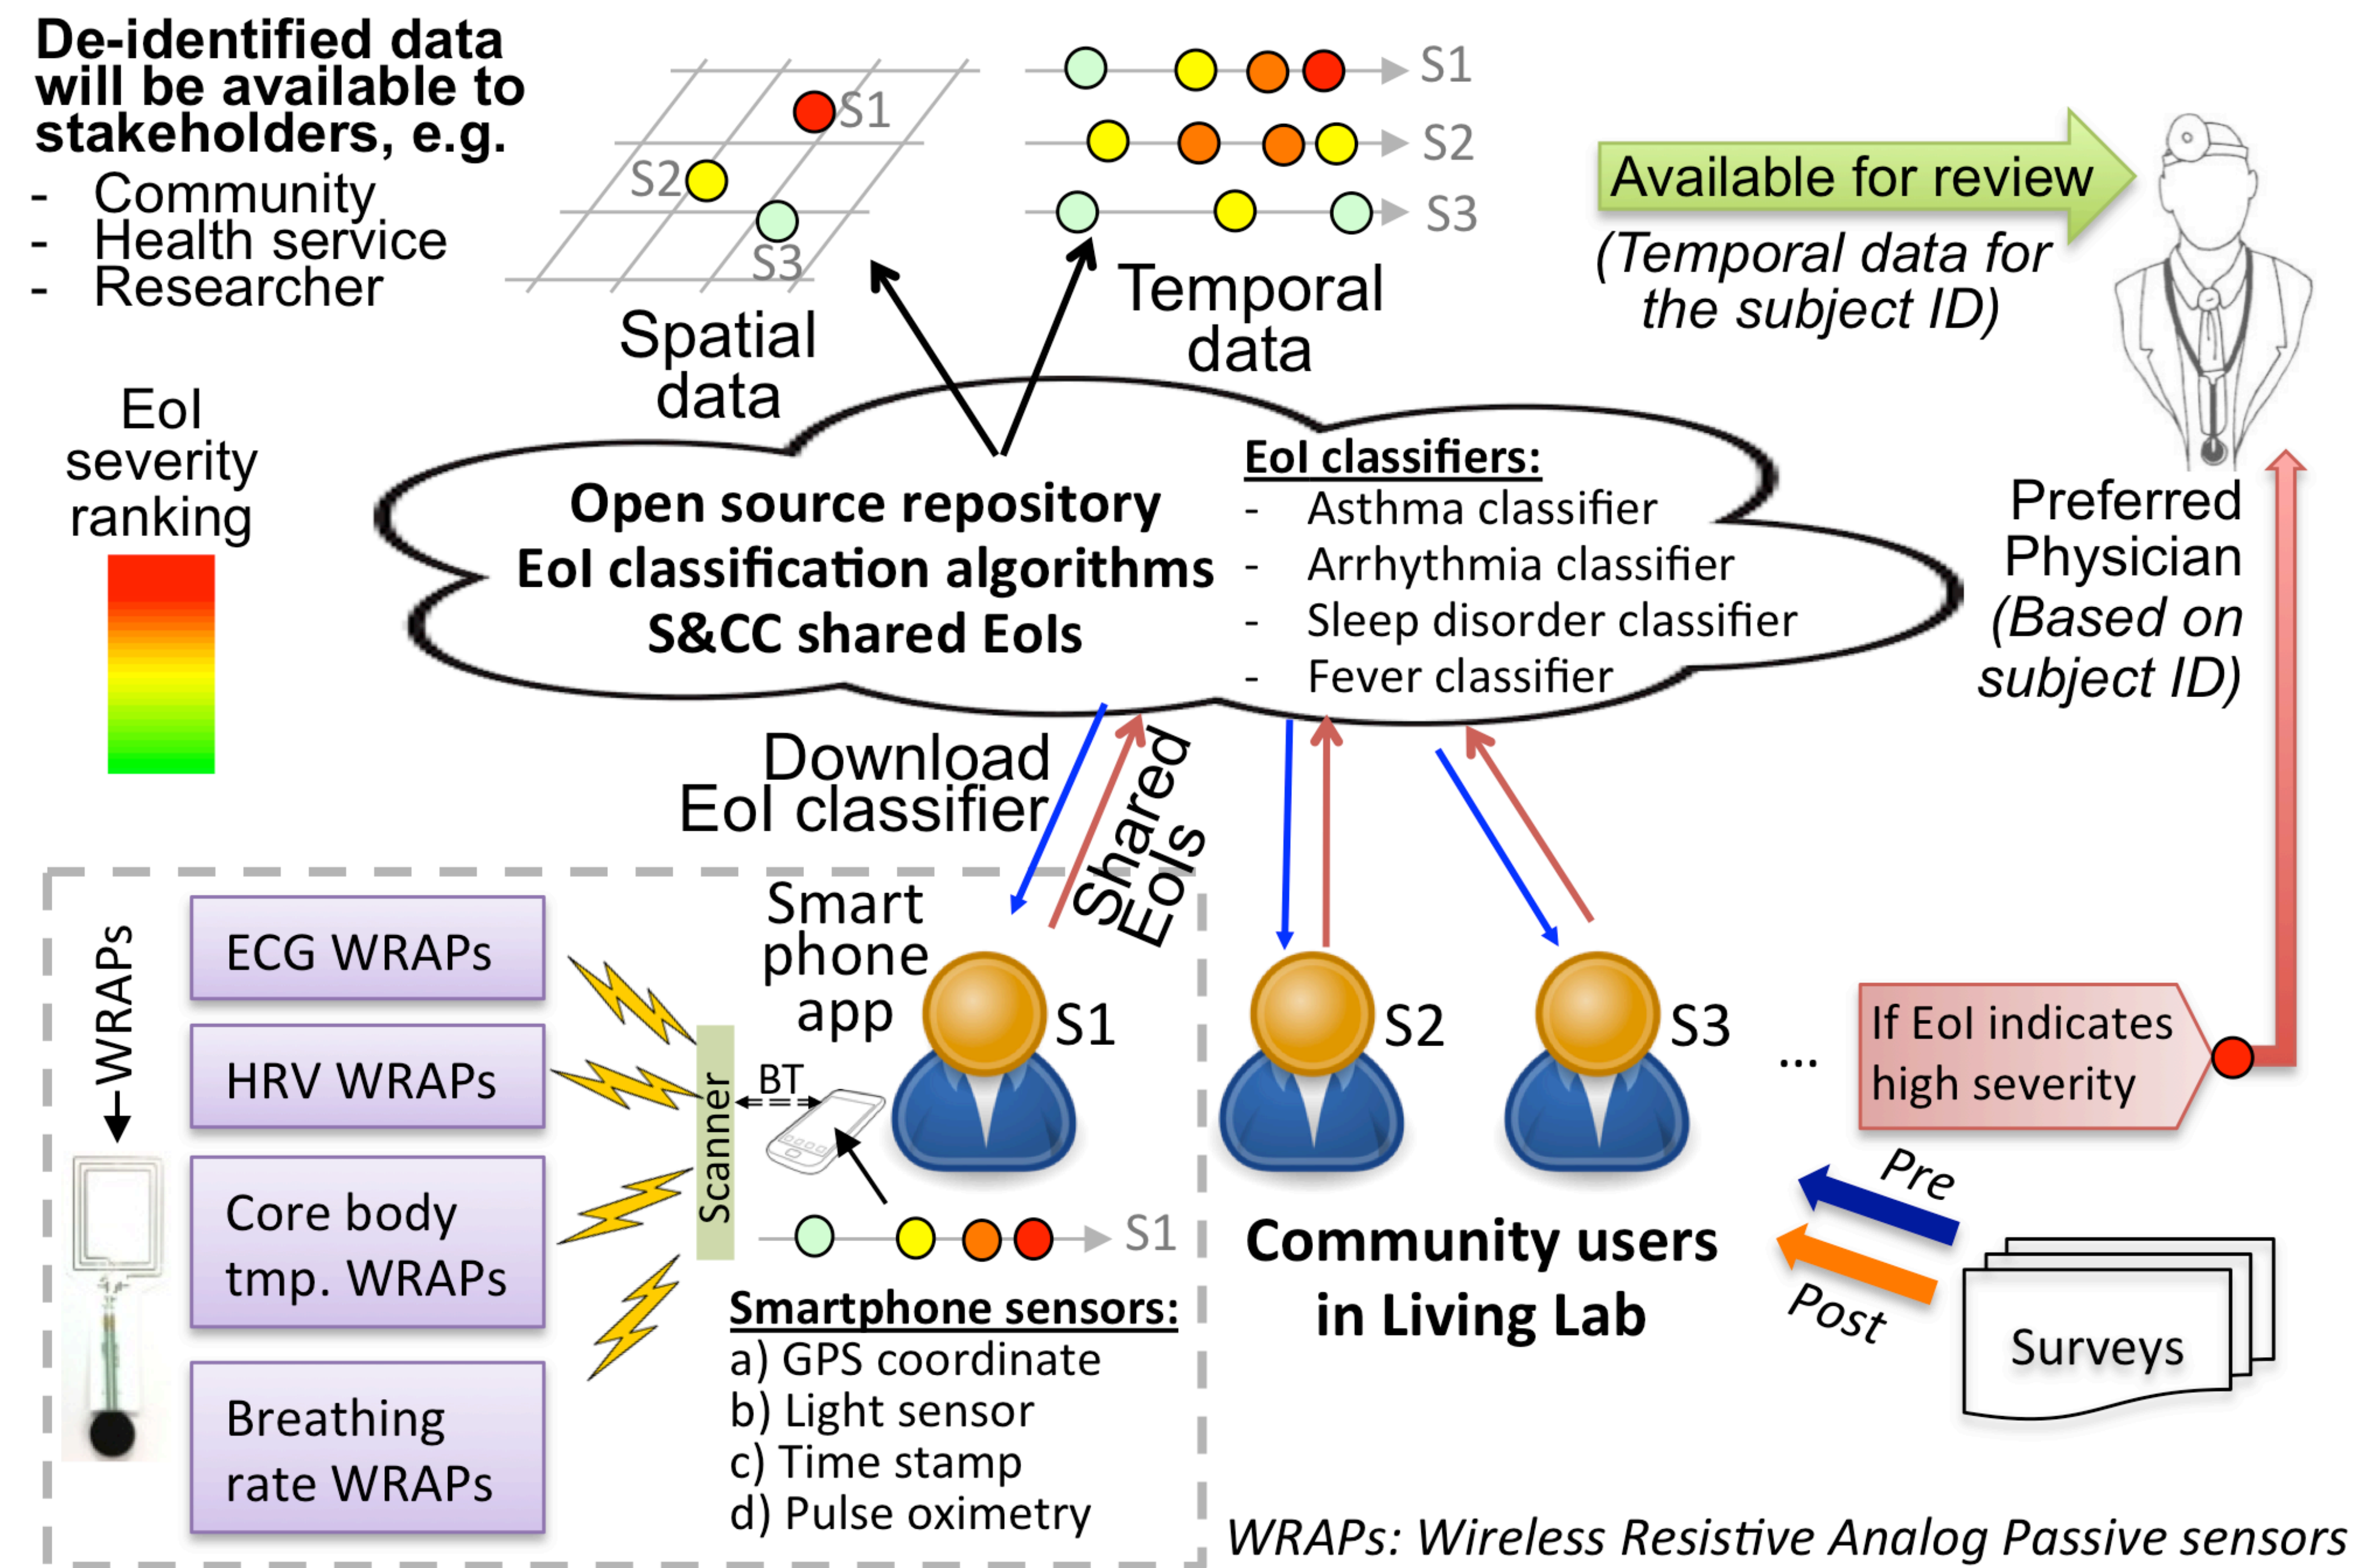 De-identified data
will be available to
stakeholders, e.g.
- Community
- Health service
- Researcher
S1
S2
S3
Spatial
data
S1
S2
S3
Temporal
data
Available for review
(Temporal data for
the subject ID)
EoI
severity
ranking
Open source repository
EoI classification algorithms
S&CC shared EoIs
EoI classifiers:
- Asthma classifier
- Arrhythmia classifier
- Sleep disorder classifier
- Fever classifier
Preferred
Physician
(Based on
subject ID)
Download
EoI classifier
Shared
EoIs
WRAPs
ECG WRAPs
HRV WRAPs
Core body
tmp. WRAPs
Breathing
rate WRAPs
Scanner
BT
Smart
phone
app
S1
S1
Smartphone sensors:
a) GPS coordinate
b) Light sensor
c) Time stamp
d) Pulse oximetry
S2
S3
...
Community users
in Living Lab
If EoI indicates
high severity
Pre
Post
Surveys
WRAPs: Wireless Resistive Analog Passive sensors